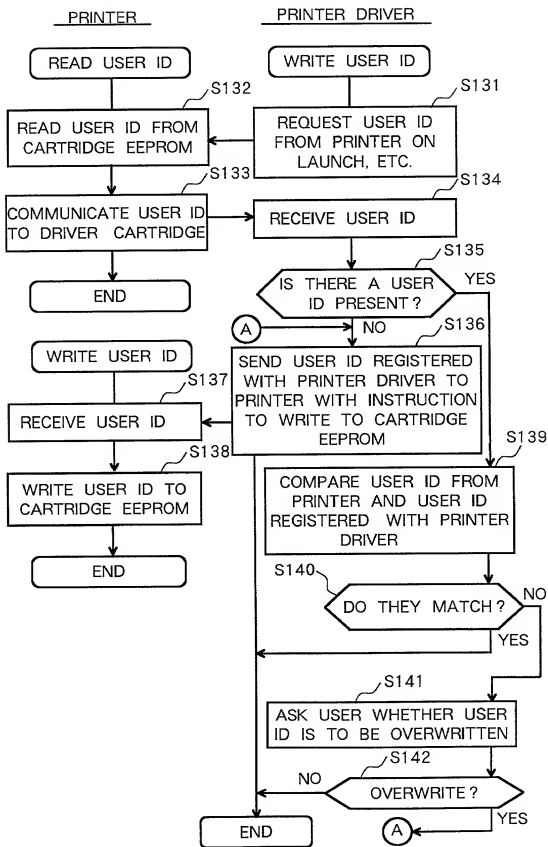 PRINTER
PRINTER DRIVER
READ USER ID
WRITE USER ID
S132
S131
READ USER ID FROM
CARTRIDGE EEPROM
REQUEST USER ID
FROM PRINTER ON
LAUNCH, ETC.
S133
S134
COMMUNICATE USER ID
TO DRIVER CARTRIDGE
RECEIVE USER ID
S135
END
IS THERE A USER
ID PRESENT?
YES
A
NO
S136
WRITE USER ID
SEND USER ID REGISTERED
WITH PRINTER DRIVER TO
PRINTER WITH INSTRUCTION
TO WRITE TO CARTRIDGE
EEPROM
S137
RECEIVE USER ID
S138
S139
WRITE USER ID TO
CARTRIDGE EEPROM
COMPARE USER ID FROM
PRINTER AND USER ID
REGISTERED WITH PRINTER
DRIVER
END
S140
DO THEY MATCH?
NO
YES
S141
ASK USER WHETHER USER
ID IS TO BE OVERWRITTEN
S142
NO
OVERWRITE?
YES
END
A